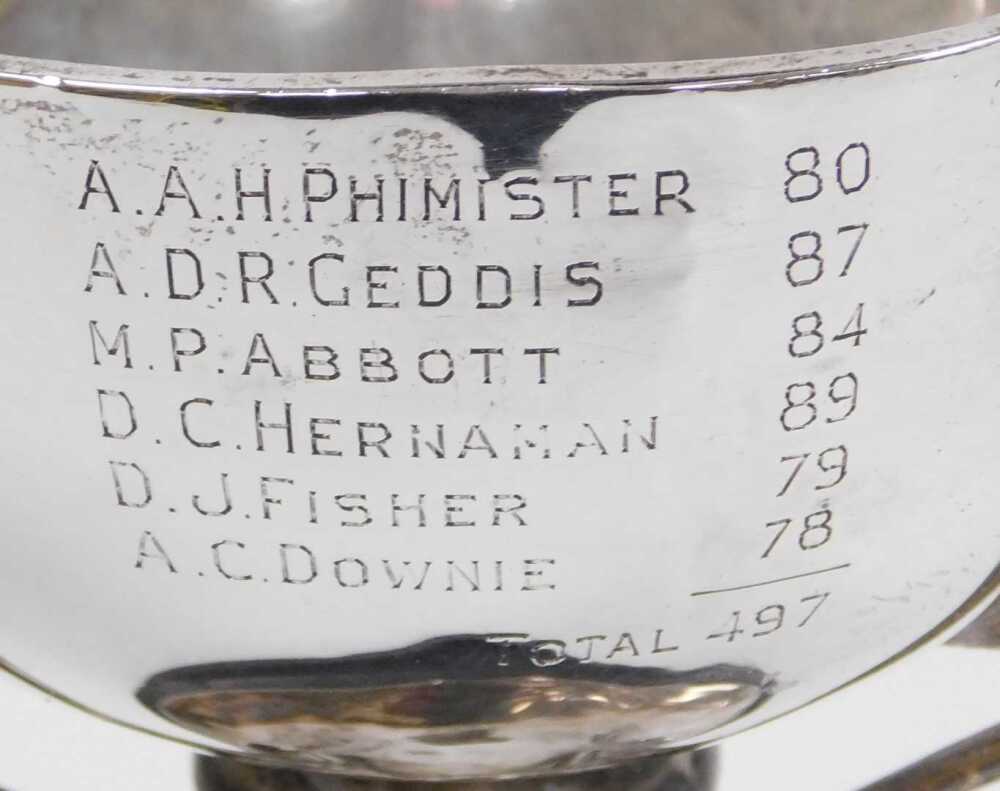 A.A.H.PHIMISTER 80
A.D.R.GEDDIS 87
M.P.ABBOTT 84
D.C.HERNAMAN 89
D.J.FISHER 79
A.C.DOWNIE 78
TOTAL 497